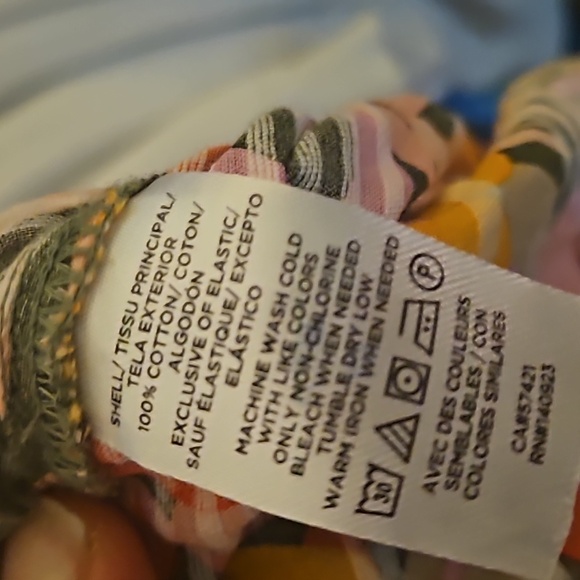 SHELL/ TISSU PRINCIPAL/
TELA EXTERIOR
100% COTTON/ COTON/
ALGODON
EXCLUSIVE OF ELASTIC/
SAUF ÉLASTIQUE/ EXCEPTO
ELÁSTICO
MACHINE WASH COLD
WITH LIKE COLORS
ONLY NON-CHLORINE
BLEACH WHEN NEEDED
TUMBLE DRY LOW
WARM IRON WHEN NEEDED
30
P
AVEC DES COULEURS
SEMBLABLES / CON
COLORES SIMILARES
CA#57421
RN#140923